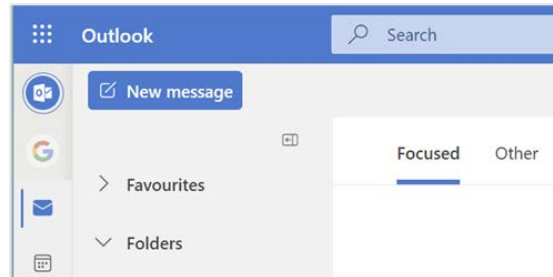 Outlook
Search
New message
Focused
Other
Favourites
Folders